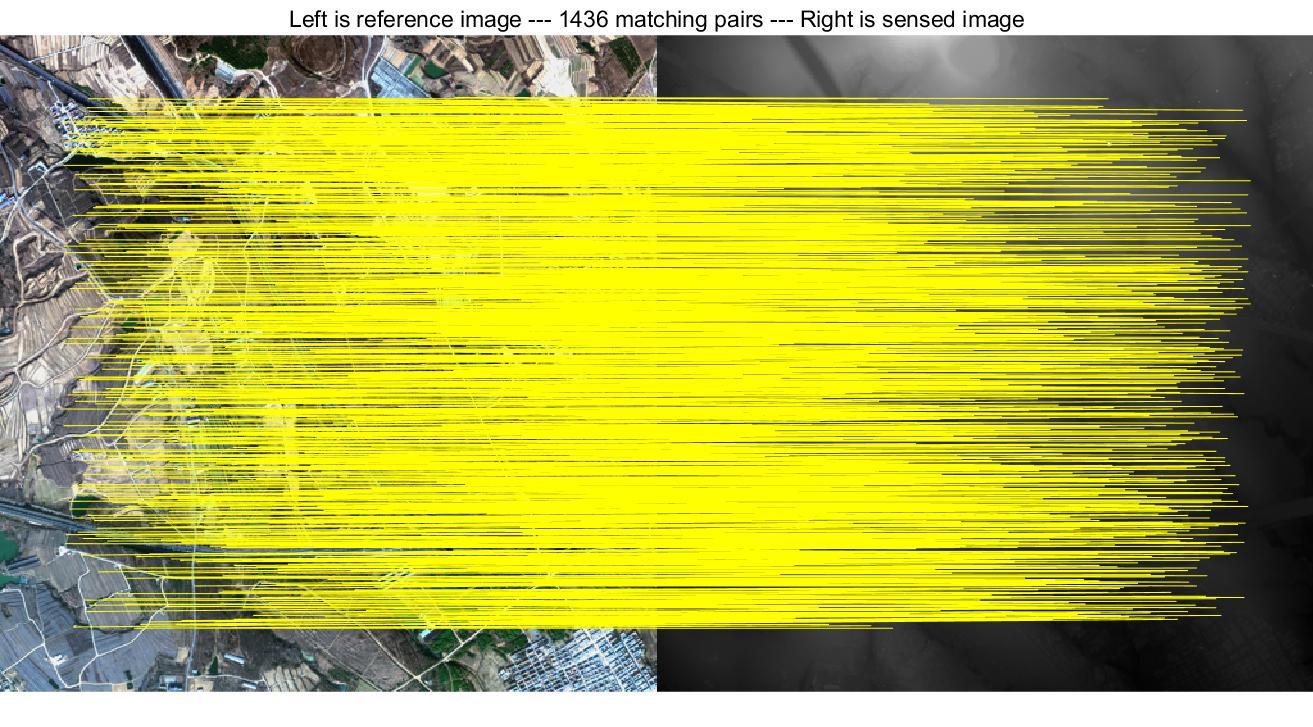 Left is reference image --- 1436 matching pairs --- Right is sensed image